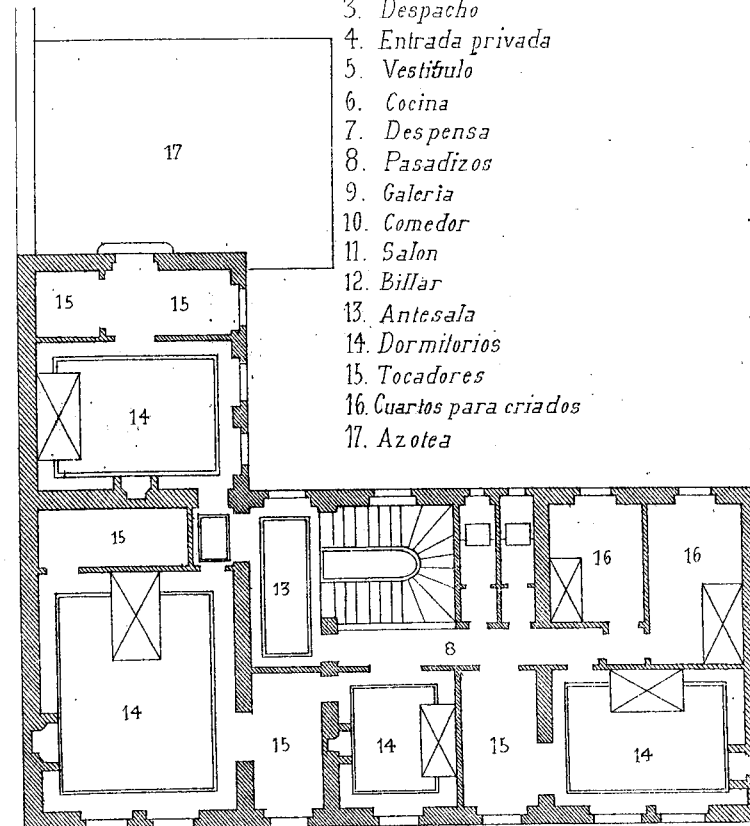 3. Despacho
4. Entrada privada
5. Vestibulo
6. Cocina
7. Despensa
8. Pasadizos
9. Galeria
10. Comedor
11. Salon
12. Billar
13. Antesala
14. Dormitorios
15. Tocadores
16. Cuartos para criados
17. Azotea
17
15 15
14
15
13
16 16
8
14
15
14
15
14